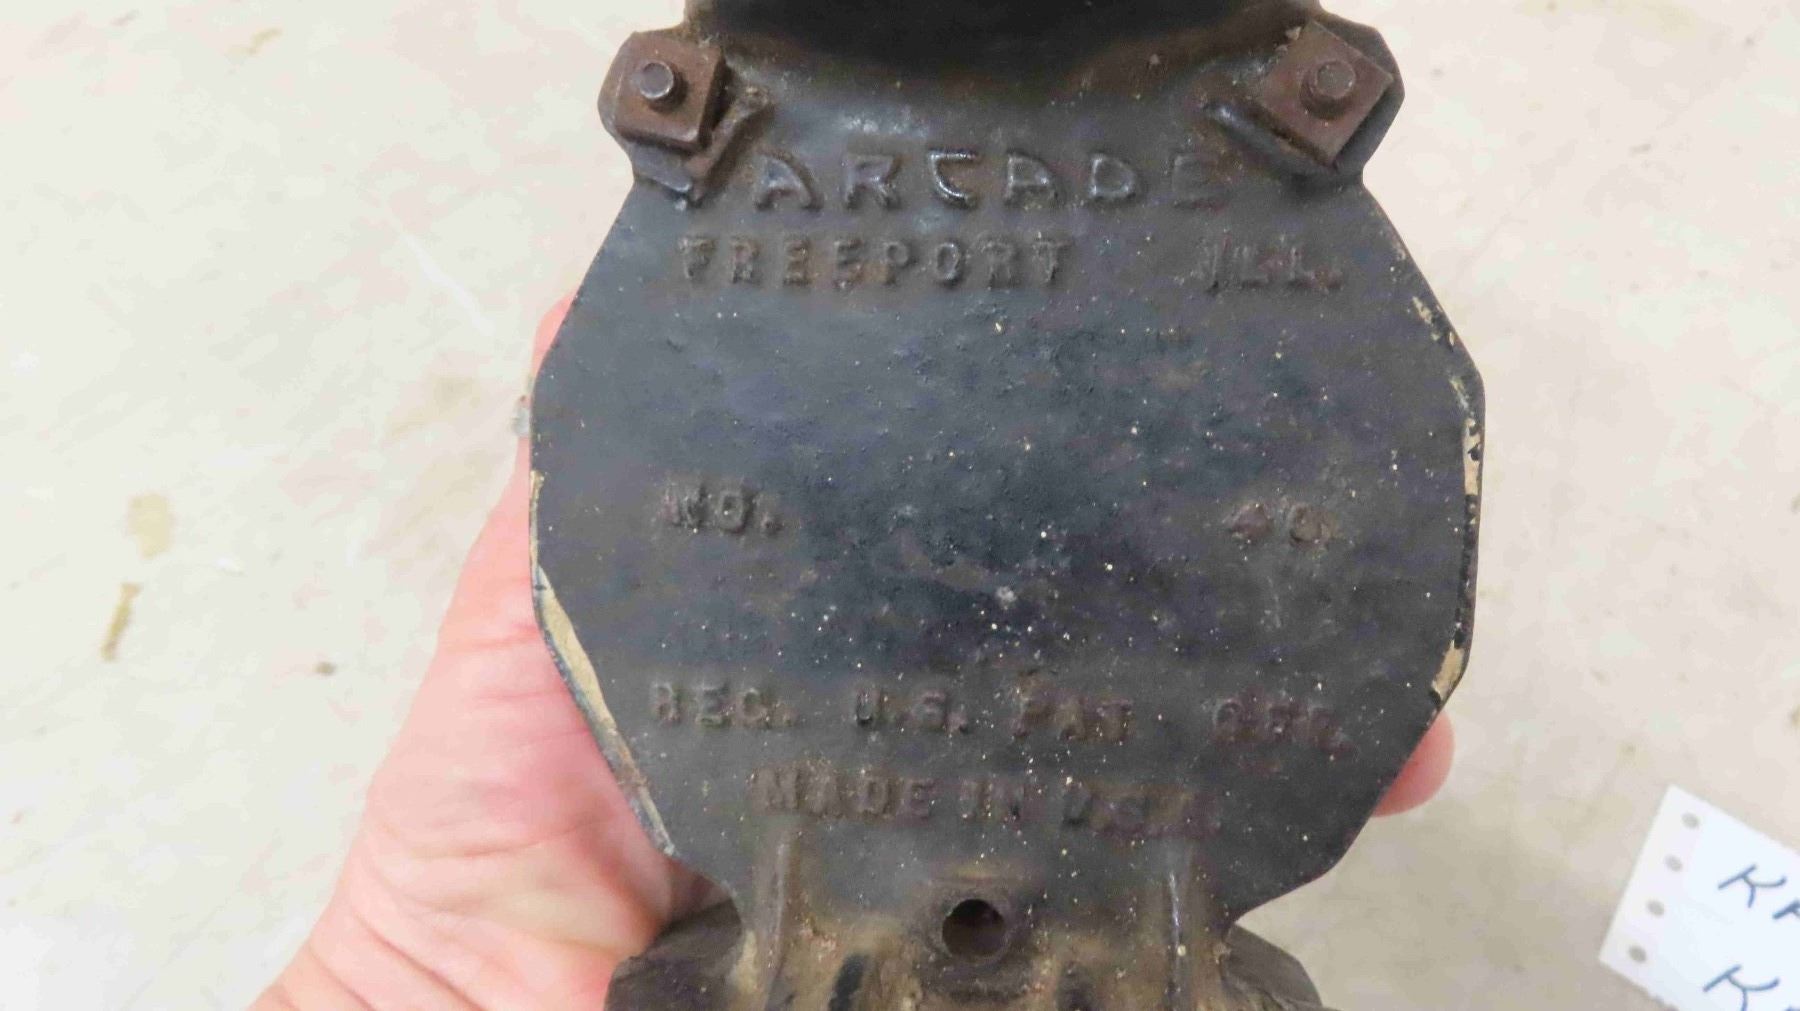 ARCADE
FREEPORT ILL.
NO. 40
REG. U.S. PAT. OFF.
MADE IN U.S.A.